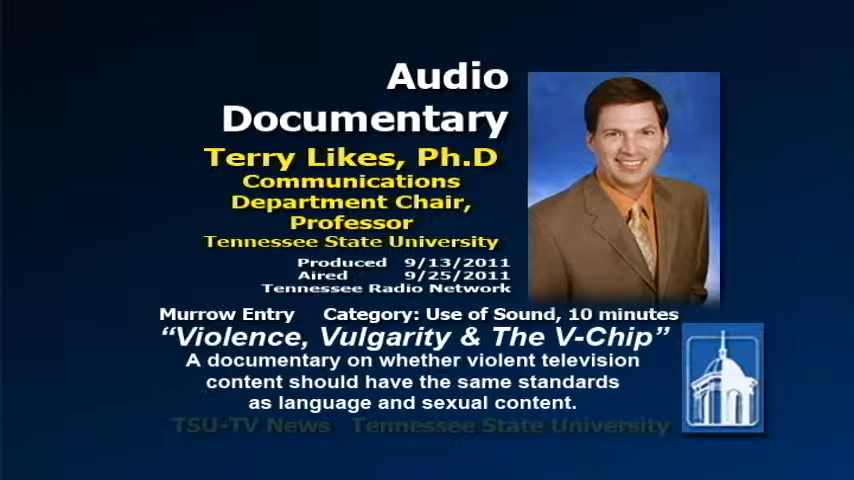 Audio
Documentary
Terry Likes, Ph.D
Communications
Department Chair,
Professor
Tennessee State University
Produced 9/13/2011
Aired 9/25/2011
Tennessee Radio Network
Murrow Entry Category: Use of Sound, 10 minutes
“Violence, Vulgarity & The V-Chip”
A documentary on whether violent television
content should have the same standards
as language and sexual content.
TSU-TV News Tennessee State University